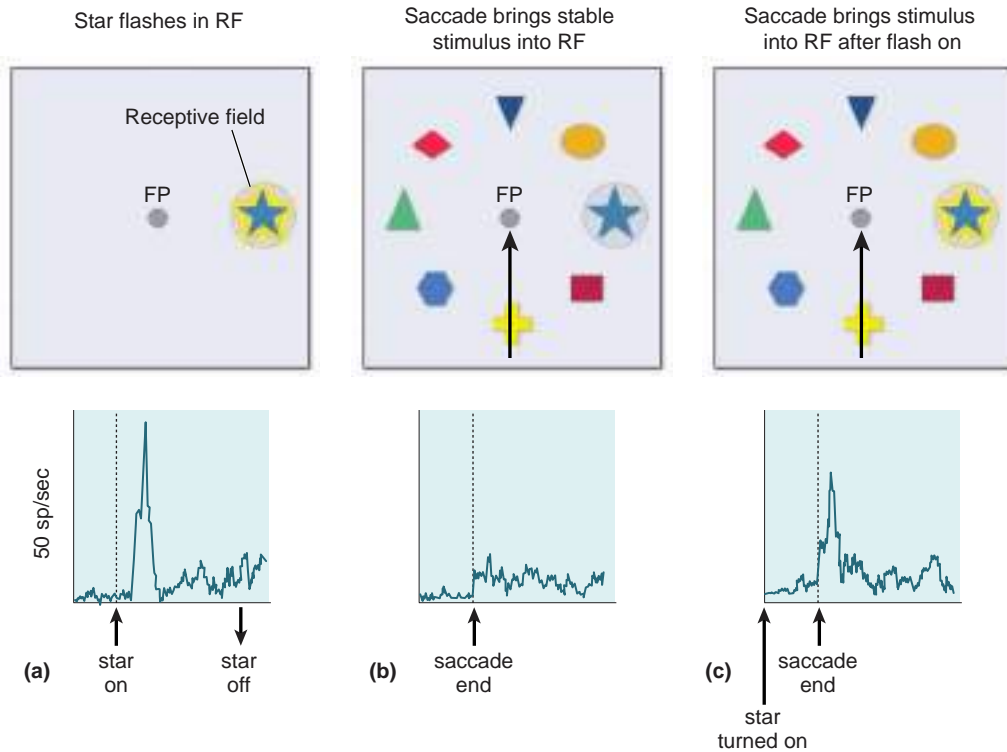 Star flashes in RF
Saccade brings stable
stimulus into RF
Saccade brings stimulus
into RF after flash on
Receptive field
FP
FP
FP
50 sp/sec
(a)
star
on
star
off
(b)
saccade
end
(c)
saccade
end
star
turned on